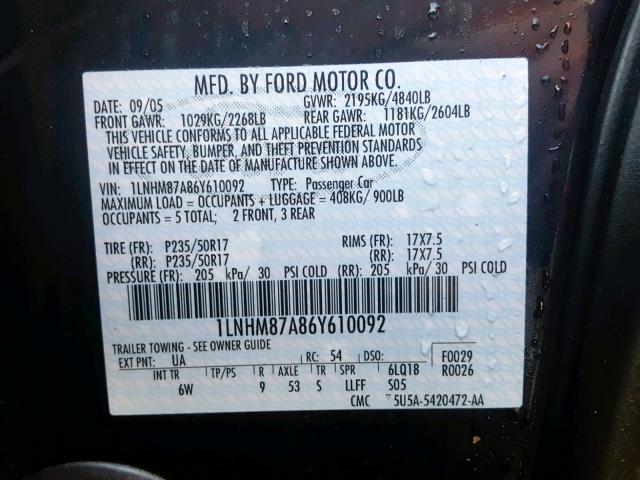 MFD. BY FORD MOTOR CO.
DATE: 09/05 GVWR: 2195KG/4840LB
FRONT GAWR: 1029KG/2268LB REAR GAWR: 1181KG/2604LB
THIS VEHICLE CONFORMS TO ALL APPLICABLE FEDERAL MOTOR
VEHICLE SAFETY, BUMPER, AND THEFT PREVENTION STANDARDS
IN EFFECT ON THE DATE OF MANUFACTURE SHOWN ABOVE.
VIN: 1LNHM87A86Y610092 TYPE: Passenger Car
MAXIMUM LOAD = OCCUPANTS + LUGGAGE = 408KG/900LB
OCCUPANTS = 5 TOTAL; 2 FRONT, 3 REAR
TIRE (FR): P235/50R17 RIMS (FR): 17X7.5
(RR): P235/50R17 (RR): 17X7.5
PRESSURE (FR): 205 kPa/ 30 PSI COLD (RR): 205 kPa/ 30 PSI COLD
1LNHM87A86Y610092
TRAILER TOWING - SEE OWNER GUIDE
EXT PNT: UA RC: 54 DSO: F0029
INT TR TP/PS R AXLE TR SPR 6LQ18 R0026
6W 9 53 S LLFF S05
CMC 5U5A-5420472-AA